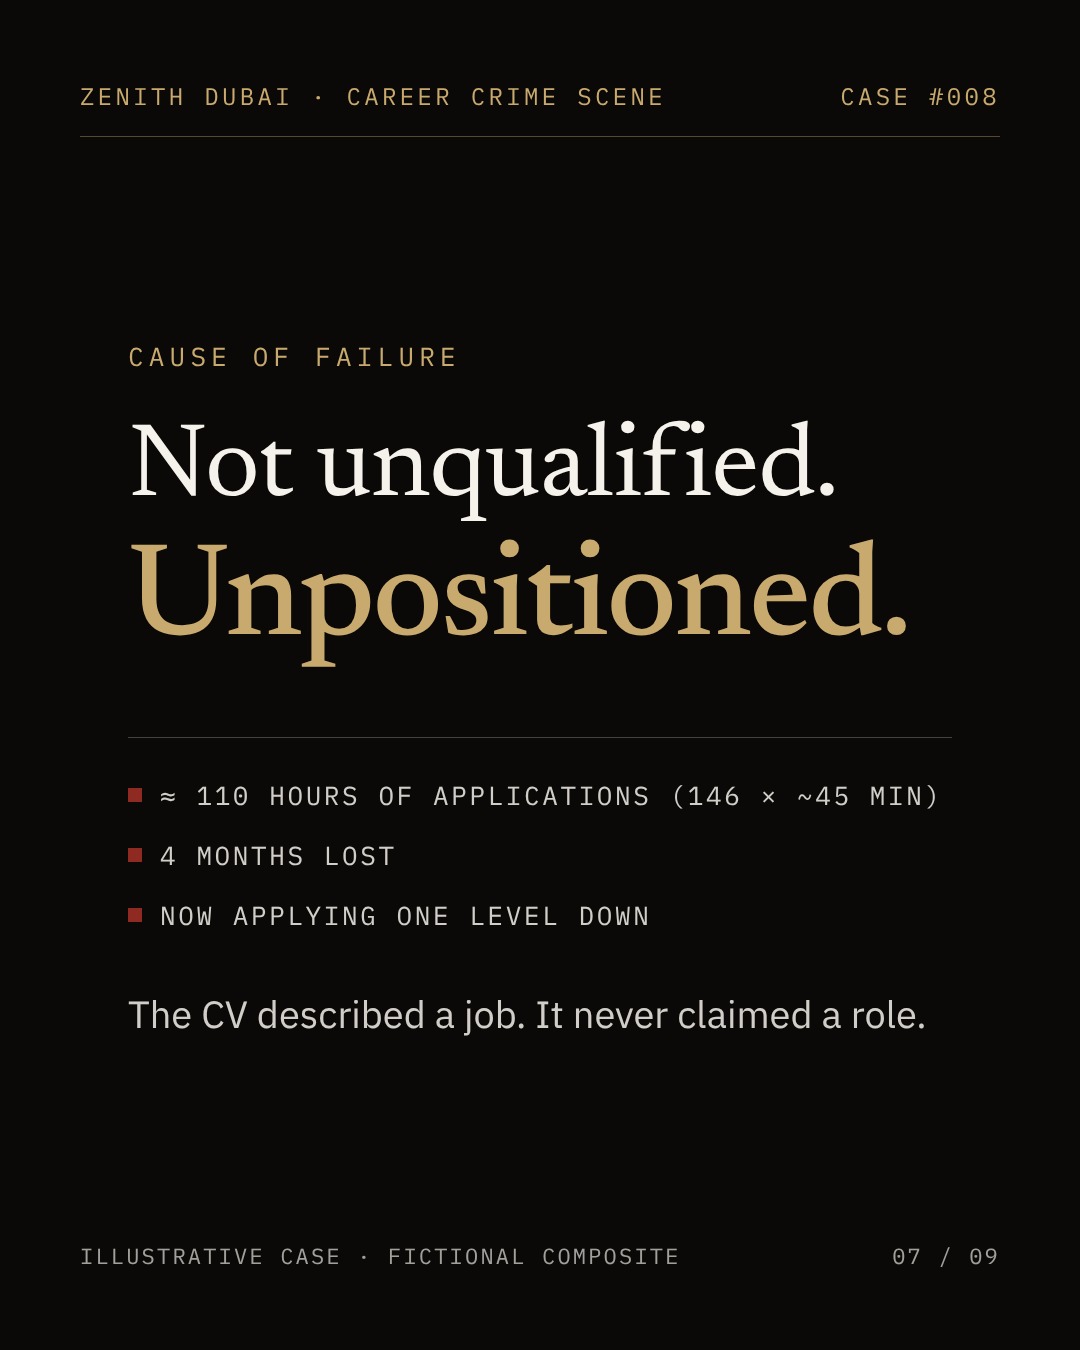 ZENITH DUBAI · CAREER CRIME SCENE
CASE #008
CAUSE OF FAILURE
Not unqualified.
Unpositioned.
≈ 110 HOURS OF APPLICATIONS (146 × ~45 MIN)
4 MONTHS LOST
NOW APPLYING ONE LEVEL DOWN
The CV described a job. It never claimed a role.
ILLUSTRATIVE CASE · FICTIONAL COMPOSITE
07 / 09